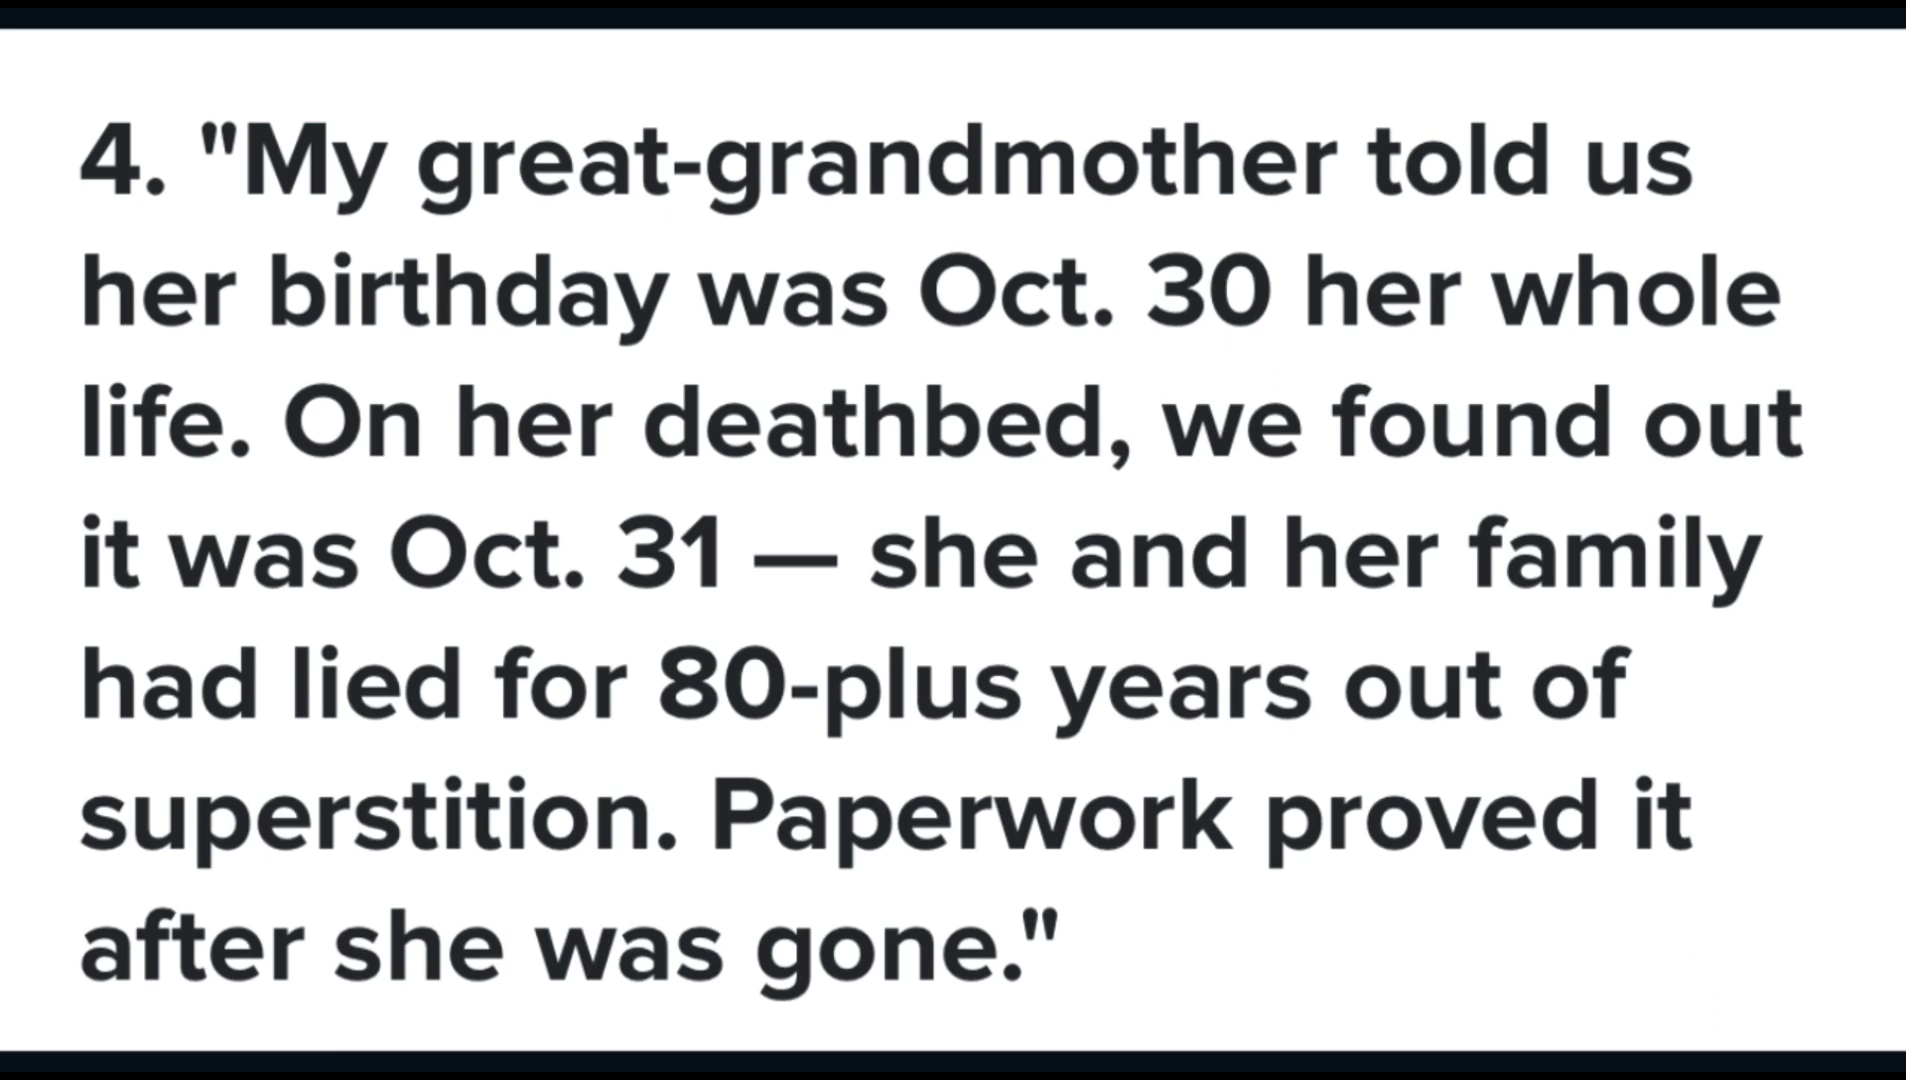 4. "My great-grandmother told us
her birthday was Oct. 30 her whole
life. On her deathbed, we found out
it was Oct. 31 — she and her family
had lied for 80-plus years out of
superstition. Paperwork proved it
after she was gone."